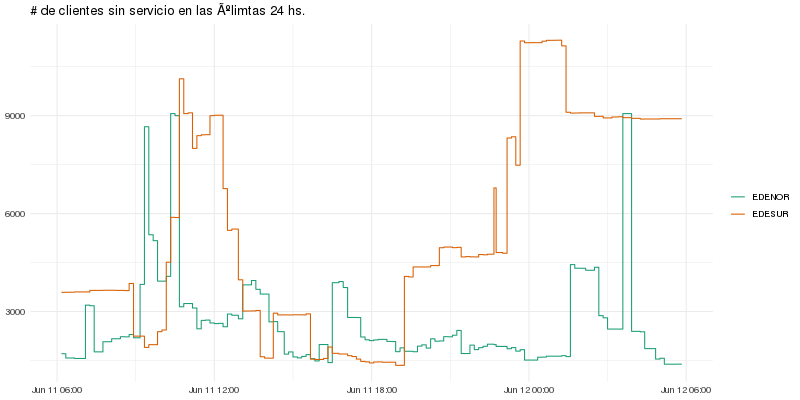 # de clientes sin servicio en las Ãºlimtas 24 hs.
9000
6000
3000
Jun 11 06:00
Jun 11 12:00
Jun 11 18:00
Jun 12 00:00
Jun 12 06:00
EDENOR
EDESUR